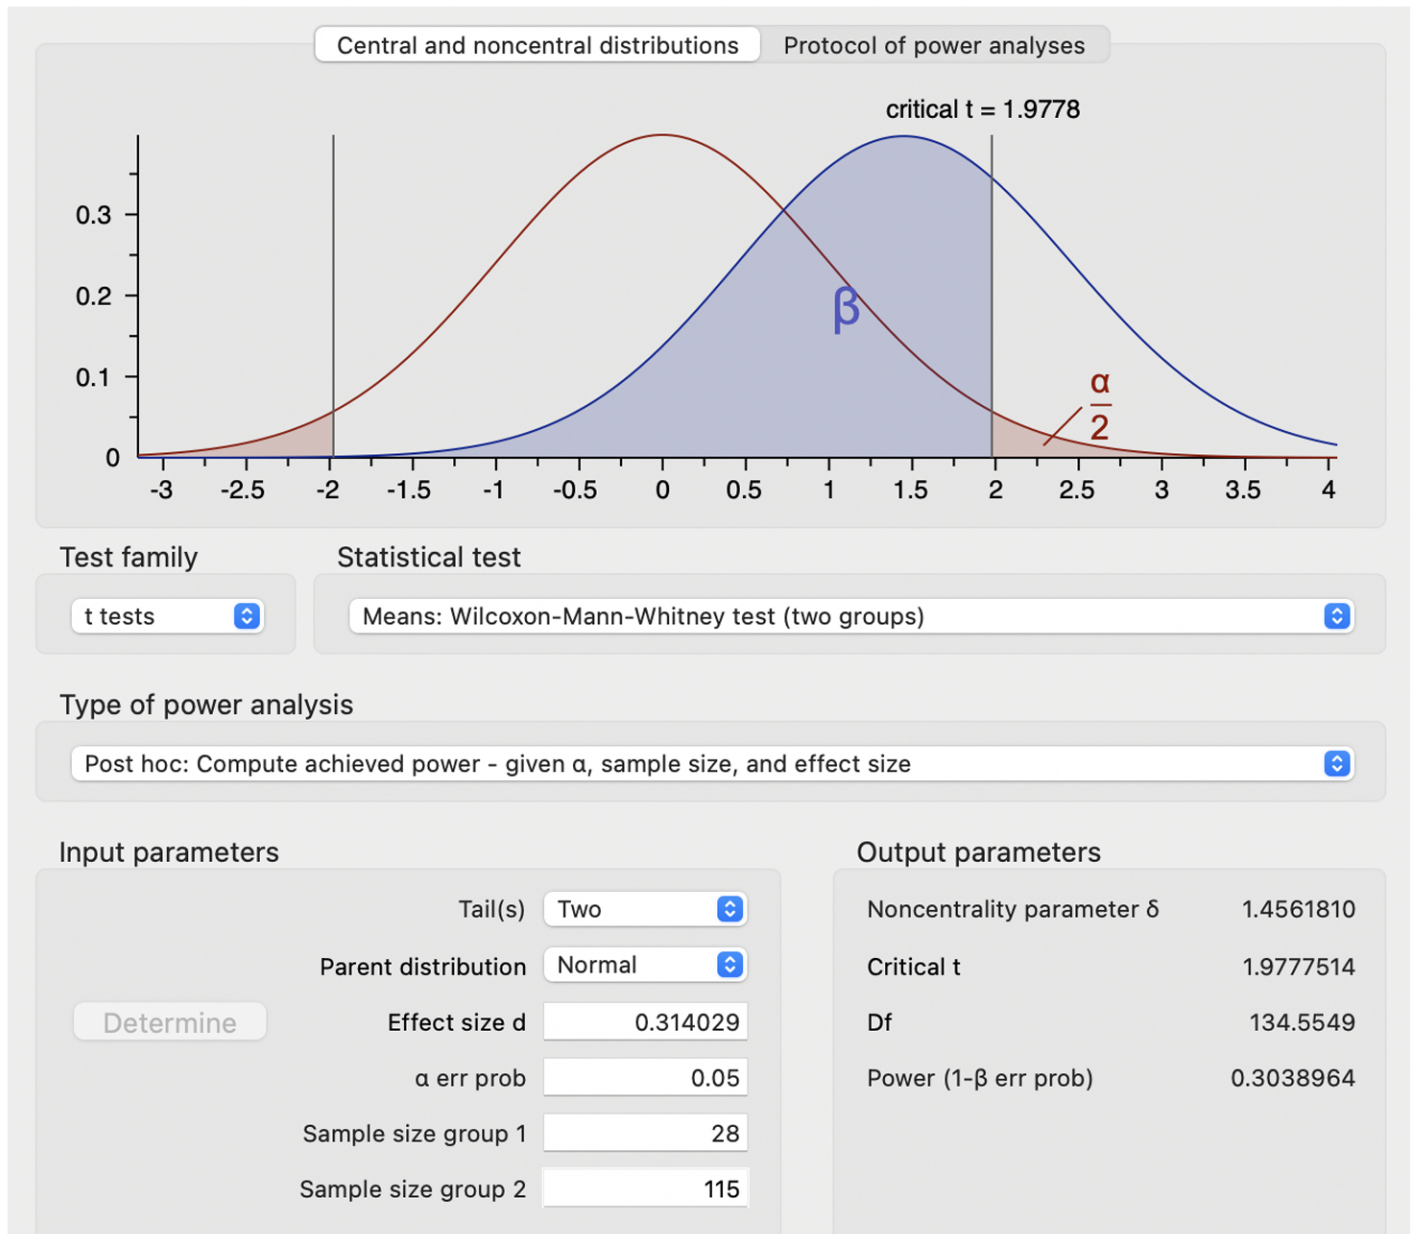 Central and noncentral distributions Protocol of power analyses
critical t = 1.9778
0.3
0.2
β
0.1
α
2
0
-3 -2.5 -2 -1.5 -1 -0.5 0 0.5 1 1.5 2 2.5 3 3.5 4
Test family Statistical test
t tests Means: Wilcoxon-Mann-Whitney test (two groups)
Type of power analysis
Post hoc: Compute achieved power - given α, sample size, and effect size
Input parameters Output parameters
Tail(s) Two Noncentrality parameter δ 1.4561810
Parent distribution Normal Critical t 1.9777514
Determine Effect size d 0.314029 Df 134.5549
α err prob 0.05 Power (1-β err prob) 0.3038964
Sample size group 1 28
Sample size group 2 115